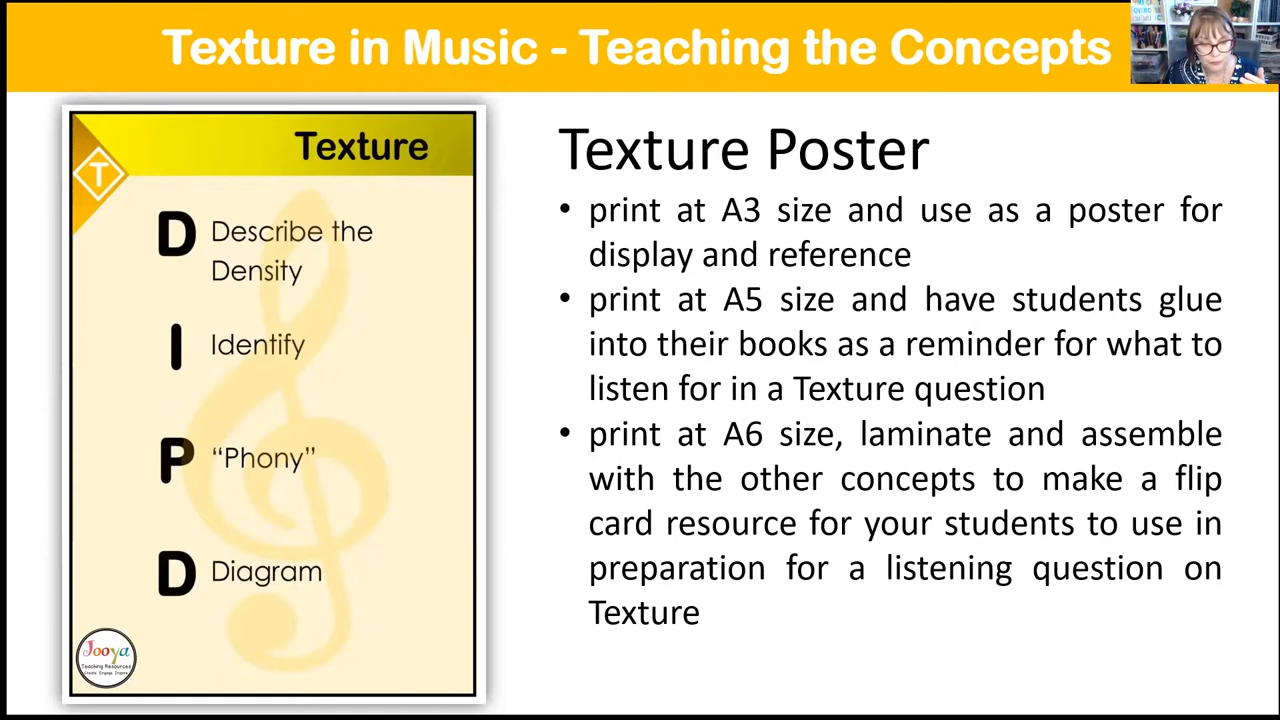 Texture in Music - Teaching the Concepts
Texture
T
D Describe the
Density
I Identify
P "Phony"
D Diagram
Jooya
Teaching Resources
Create Engage Inspire
Texture Poster
• print at A3 size and use as a poster for
display and reference
• print at A5 size and have students glue
into their books as a reminder for what to
listen for in a Texture question
• print at A6 size, laminate and assemble
with the other concepts to make a flip
card resource for your students to use in
preparation for a listening question on
Texture